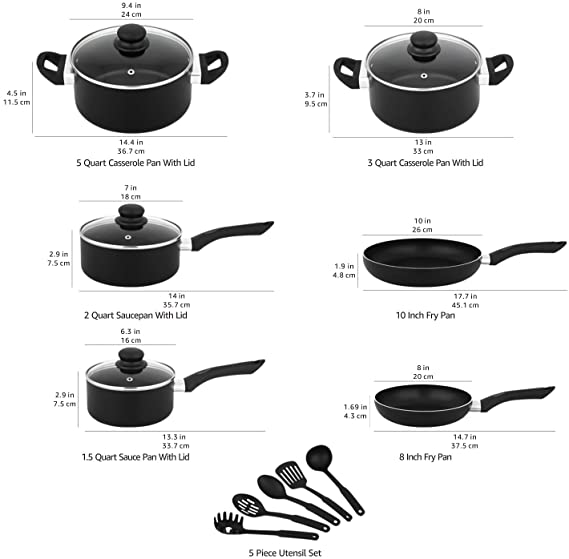 9.4 in
24 cm
4.5 in
11.5 cm
14.4 in
36.7 cm
5 Quart Casserole Pan With Lid
8 in
20 cm
3.7 in
9.5 cm
13 in
33 cm
3 Quart Casserole Pan With Lid
7 in
18 cm
2.9 in
7.5 cm
14 in
35.7 cm
2 Quart Saucepan With Lid
10 in
26 cm
1.9 in
4.8 cm
17.7 in
45.1 cm
10 Inch Fry Pan
6.3 in
16 cm
2.9 in
7.5 cm
13.3 in
33.7 cm
1.5 Quart Sauce Pan With Lid
8 in
20 cm
1.69 in
4.3 cm
14.7 in
37.5 cm
8 Inch Fry Pan
5 Piece Utensil Set